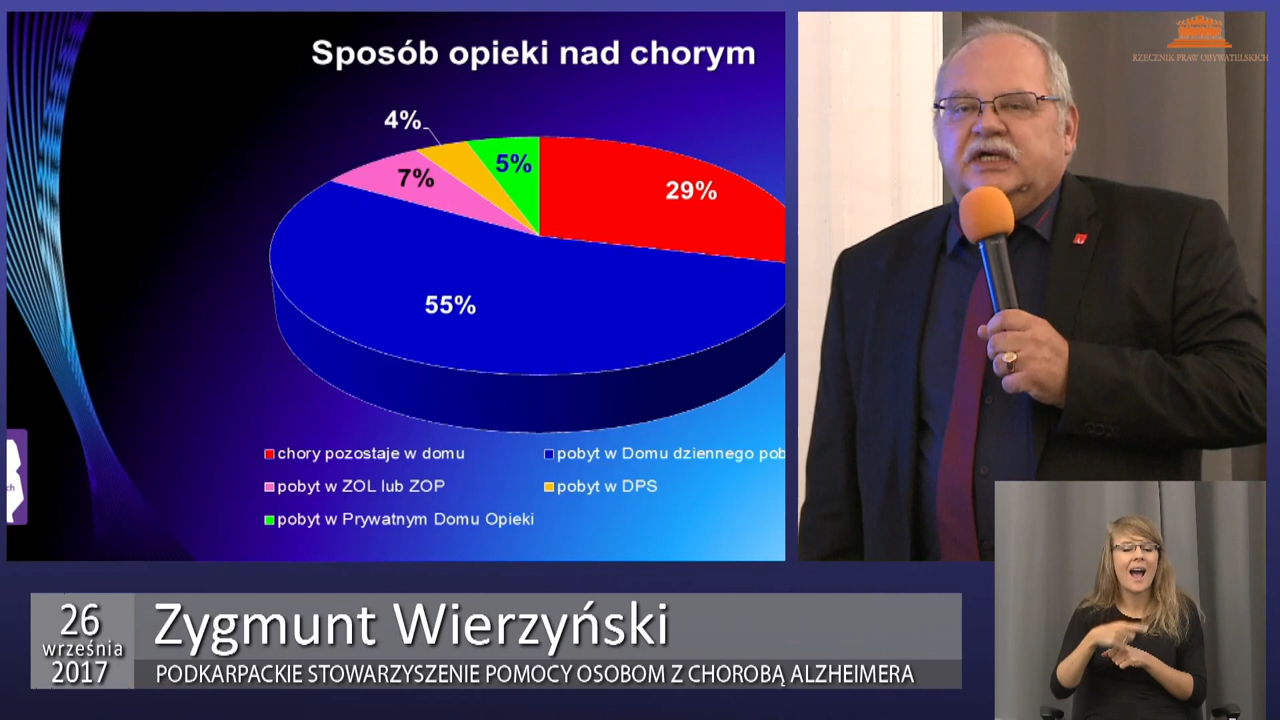 Sposób opieki nad chorym
4%
5%
7%
29%
55%
chory pozostaje w domu
pobyt w Domu dziennego pob
pobyt w ZOL lub ZOP
pobyt w DPS
pobyt w Prywatnym Domu Opieki
ch
RZECZNIK PRAW OBYWATELSKICH
26
września
2017
Zygmunt Wierzyński
PODKARPACKIE STOWARZYSZENIE POMOCY OSOBOM Z CHOROBĄ ALZHEIMERA